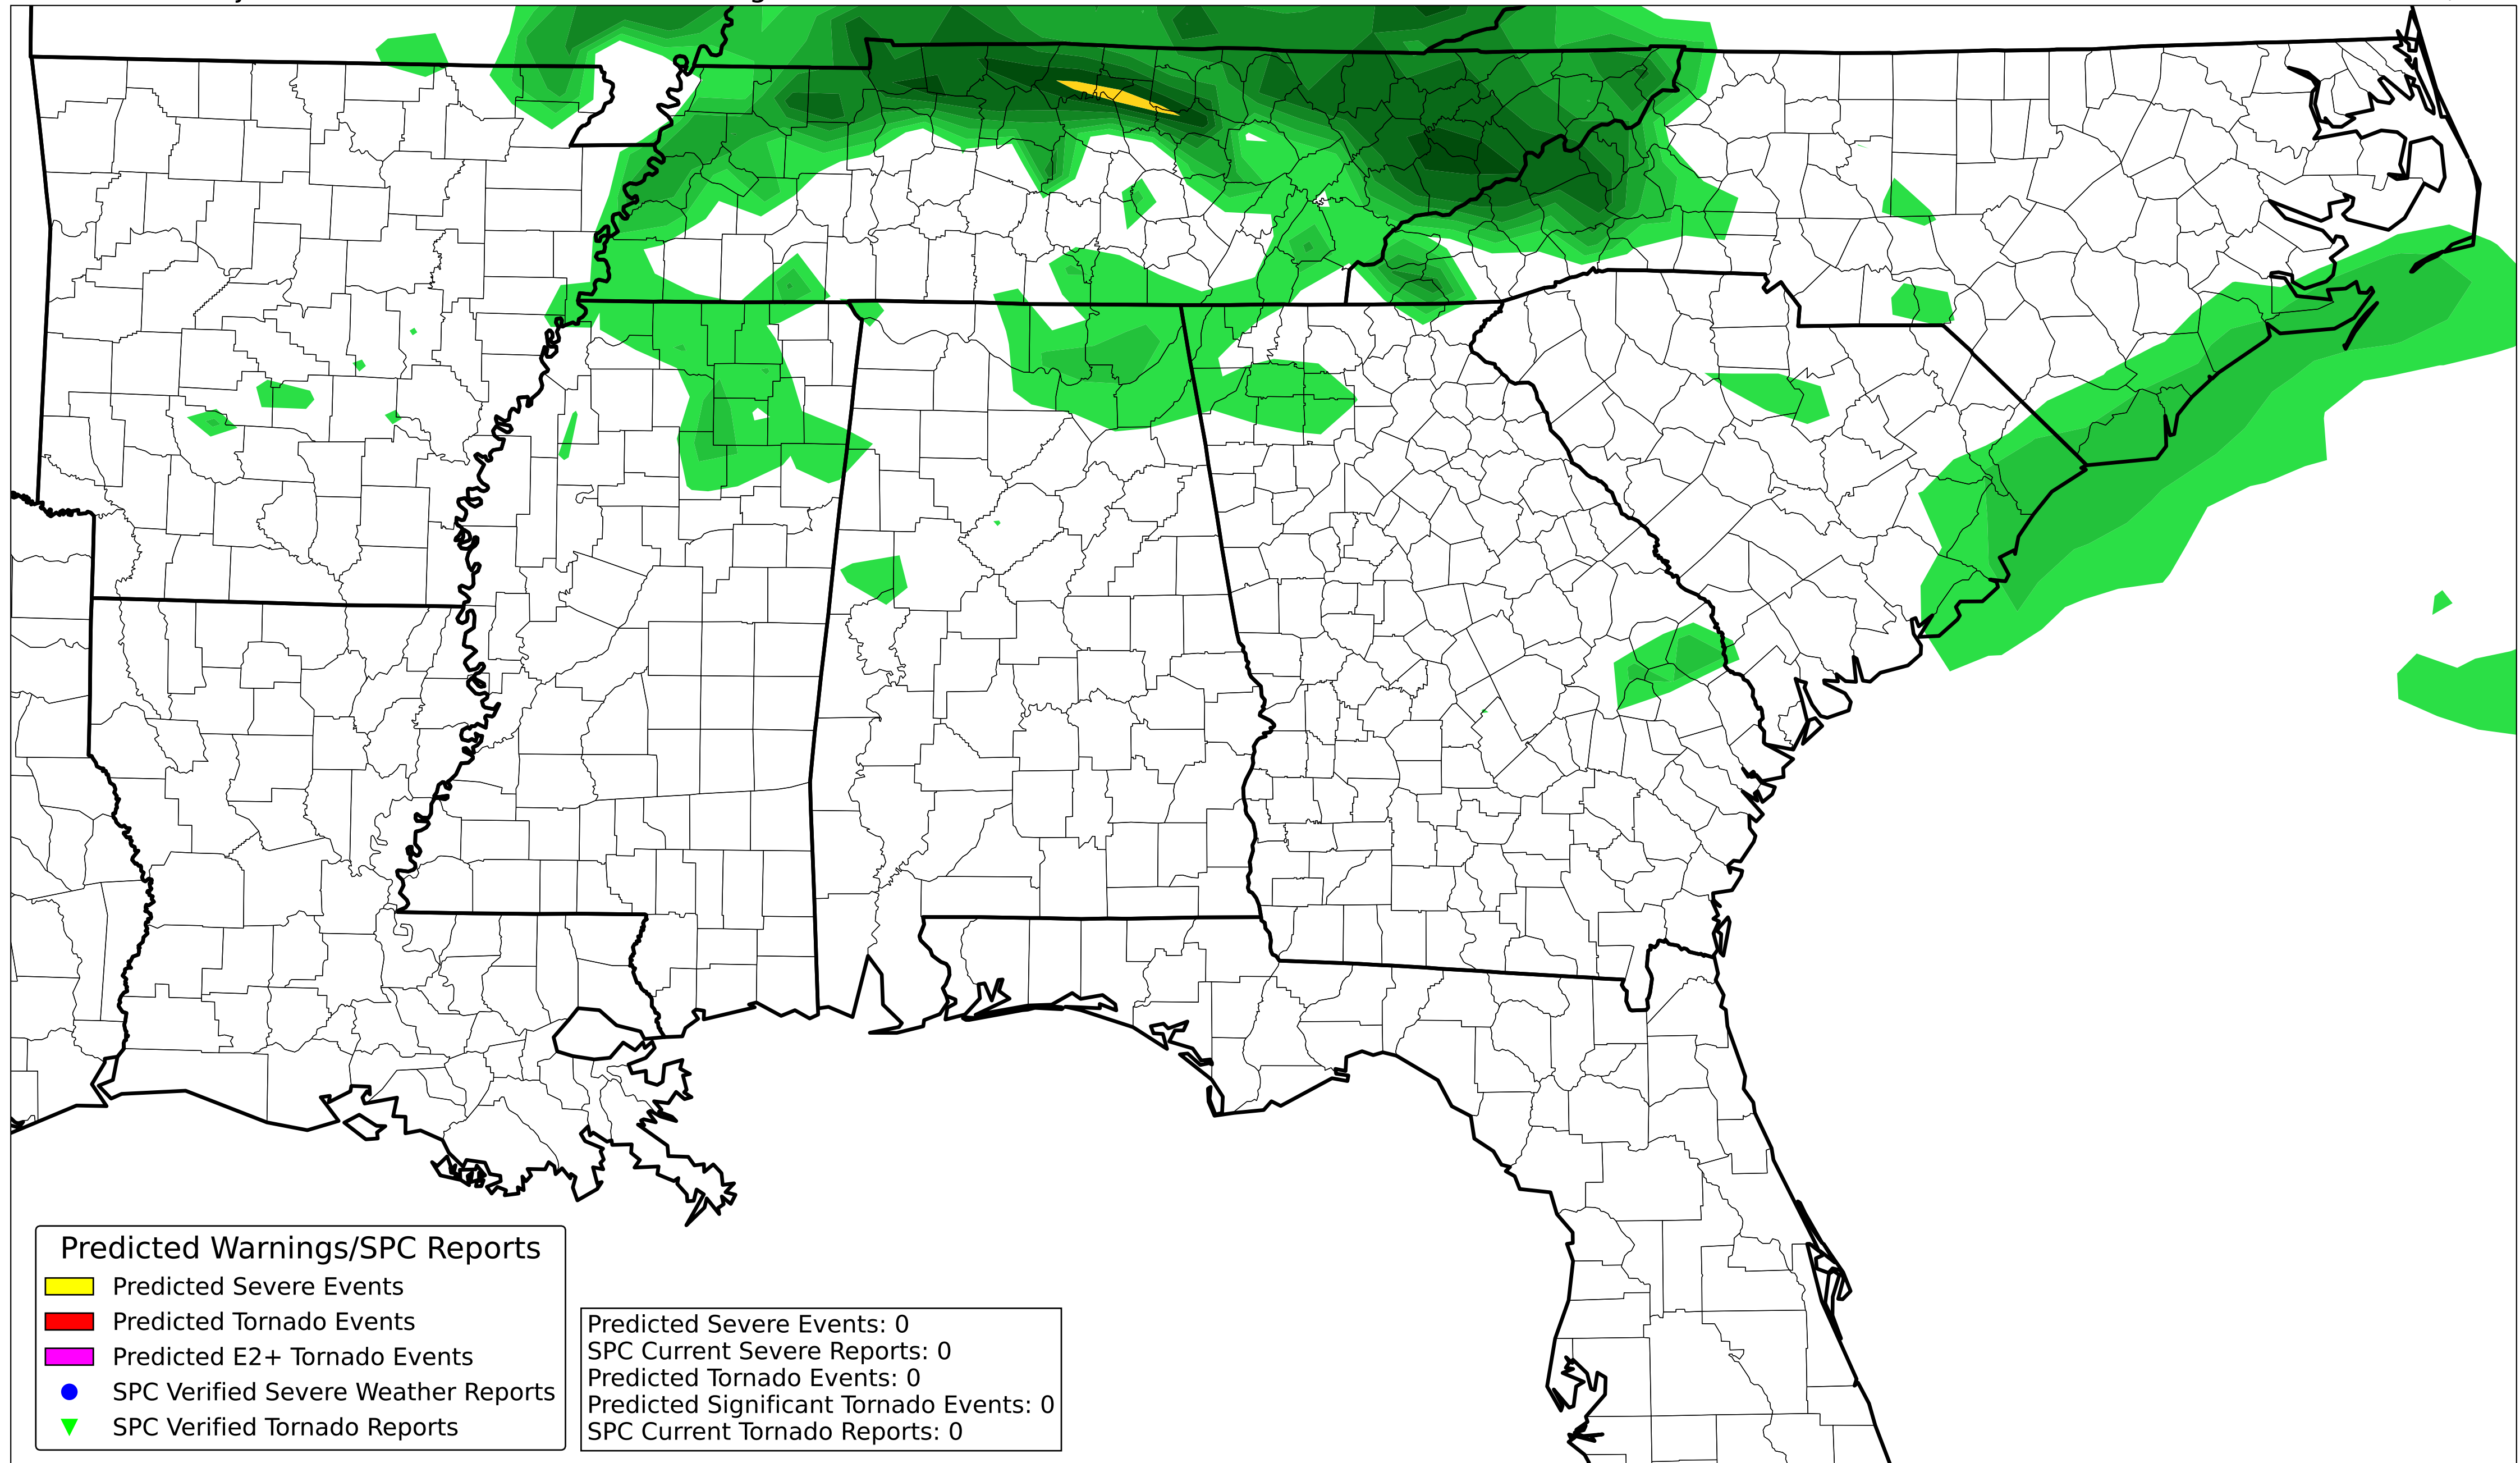 Predicted Warnings/SPC Reports
Predicted Severe Events
Predicted Tornado Events
Predicted E2+ Tornado Events
SPC Verified Severe Weather Reports
SPC Verified Tornado Reports
Predicted Severe Events: 0
SPC Current Severe Reports: 0
Predicted Tornado Events: 0
Predicted Significant Tornado Events: 0
SPC Current Tornado Reports: 0